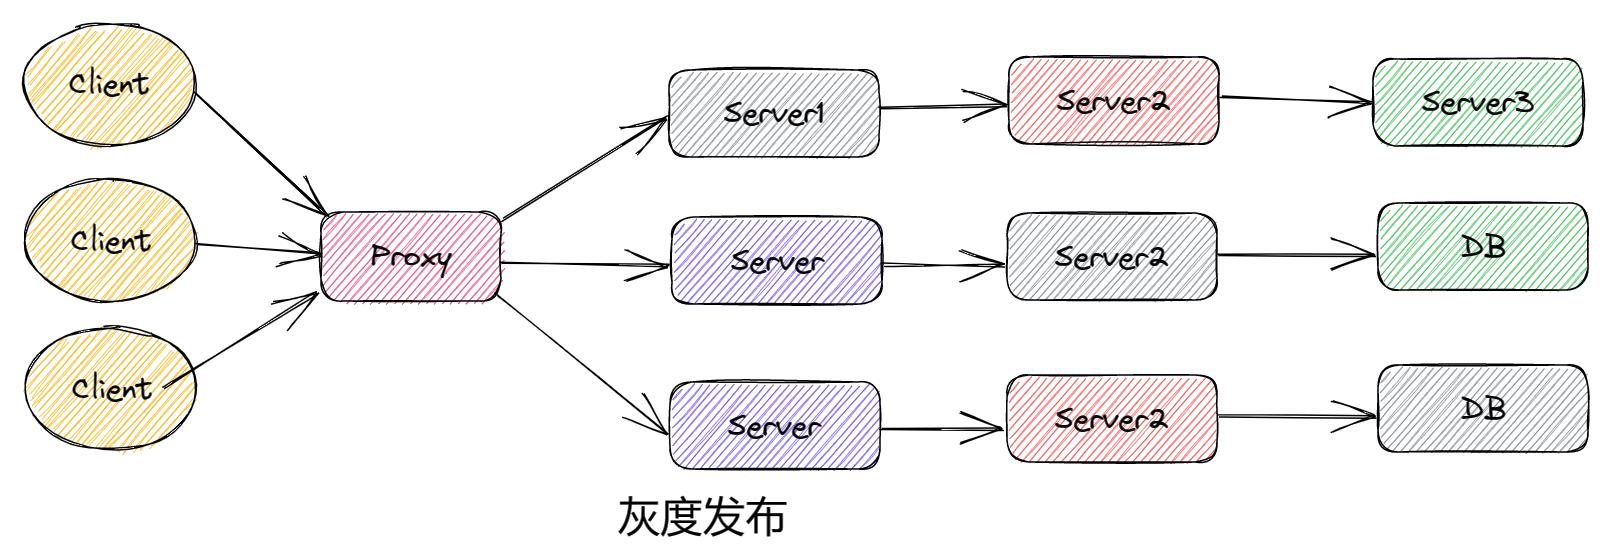 Client
Server1
Server2
Server3
Client
Proxy
Server
Server2
DB
Client
Server
Server2
DB
灰度发布